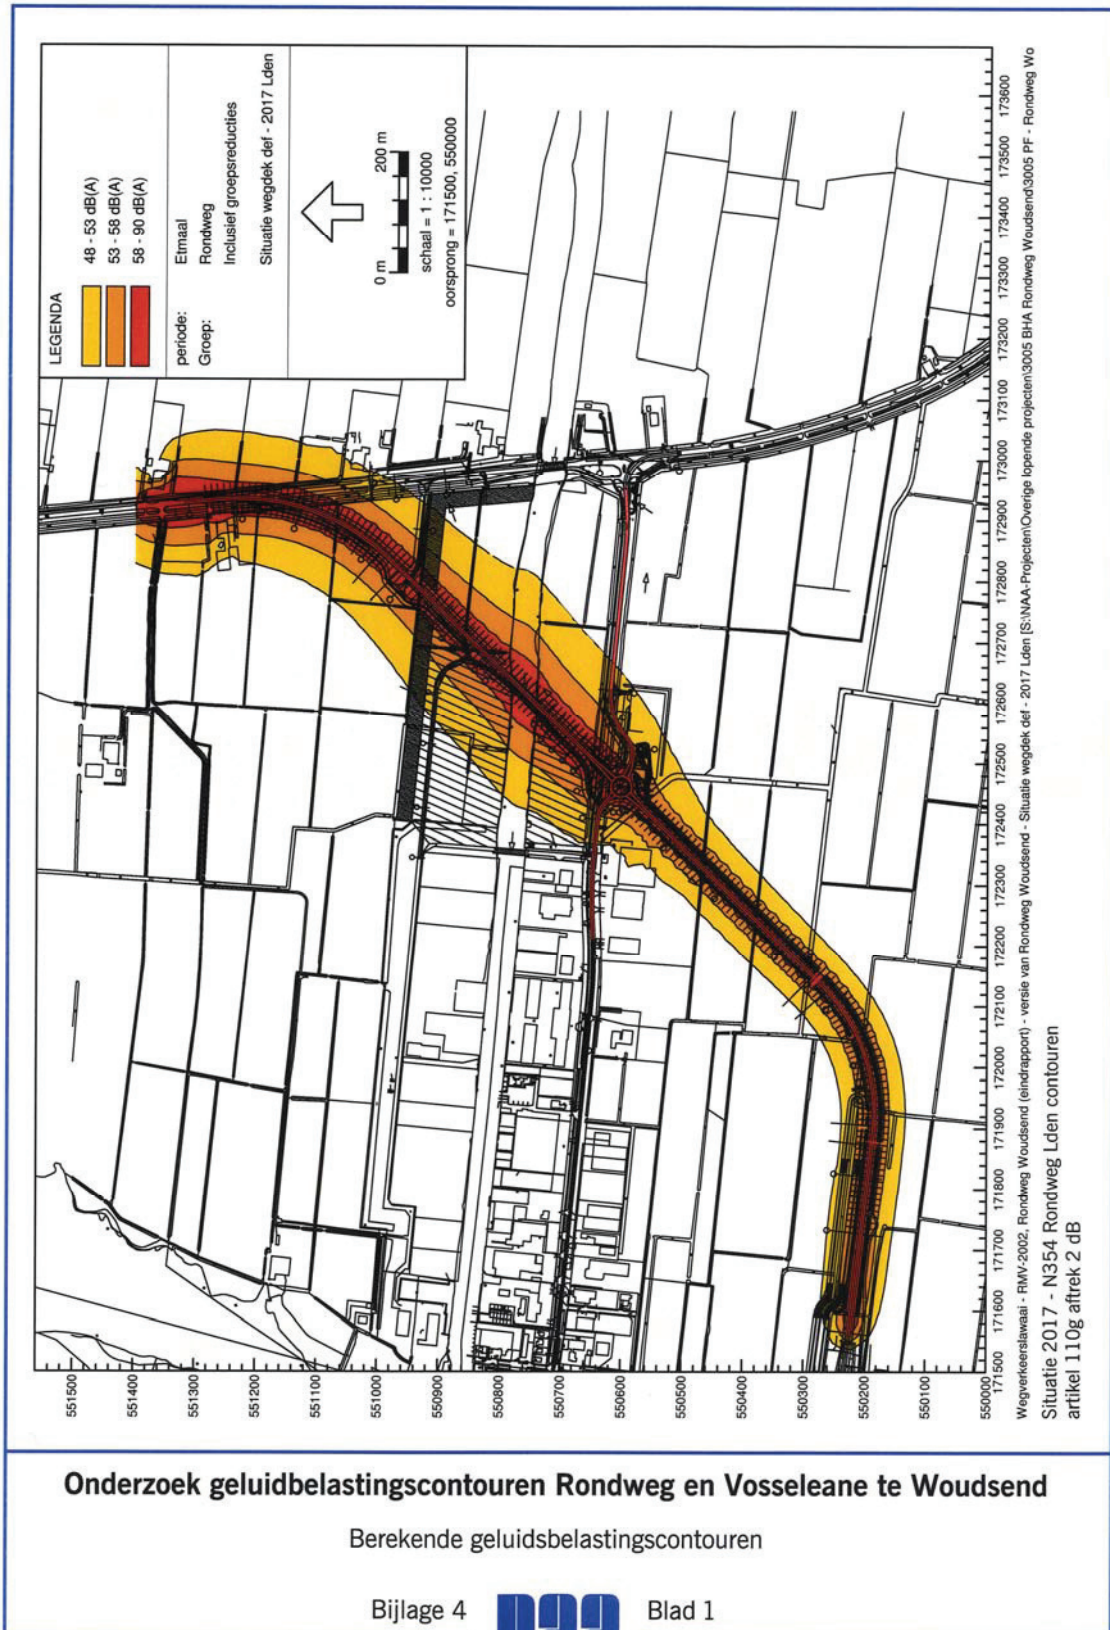 LEGENDA
48 - 53 dB(A)
53 - 58 dB(A)
58 - 90 dB(A)
periode: Etmaal
Groep: Rondweg
Inclusief groepsreducties
Situatie wegdek def - 2017 Lden
0 m 200 m
schaal = 1 : 10000
oorsprong = 171500, 550000
551500
551400
551300
551200
551100
551000
550900
550800
550700
550600
550500
550400
550300
550200
550100
550000
171500 171600 171700 171800 171900 172000 172100 172200 172300 172400 172500 172600 172700 172800 172900 173000 173100 173200 173300 173400 173500 173600
Wegverkeerslawaai - RMV-2002, Rondweg Woudsend (eindrapport) - versie van Rondweg Woudsend - Situatie wegdek def - 2017 Lden [S:\NAA-Projecten\Overige lopende projecten\3005 BHA Rondweg Woudsend\3005 PF - Rondweg Wo
Situatie 2017 - N354 Rondweg Lden contouren
artikel 110g aftrek 2 dB
Onderzoek geluidbelastingscontouren Rondweg en Vosseleane te Woudsend
Berekende geluidsbelastingscontouren
Bijlage 4 naa Blad 1